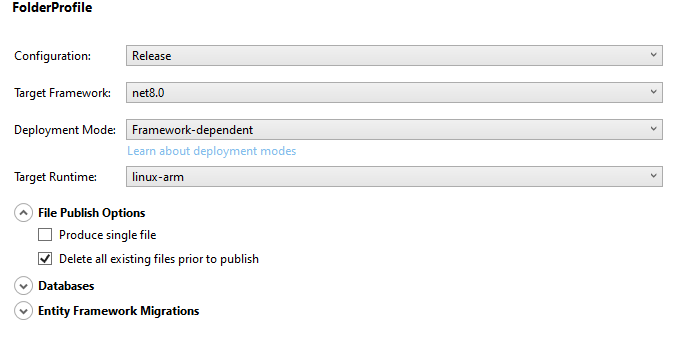 FolderProfile
Configuration: Release
Target Framework: net8.0
Deployment Mode: Framework-dependent
Learn about deployment modes
Target Runtime: linux-arm
File Publish Options
Produce single file
Delete all existing files prior to publish
Databases
Entity Framework Migrations